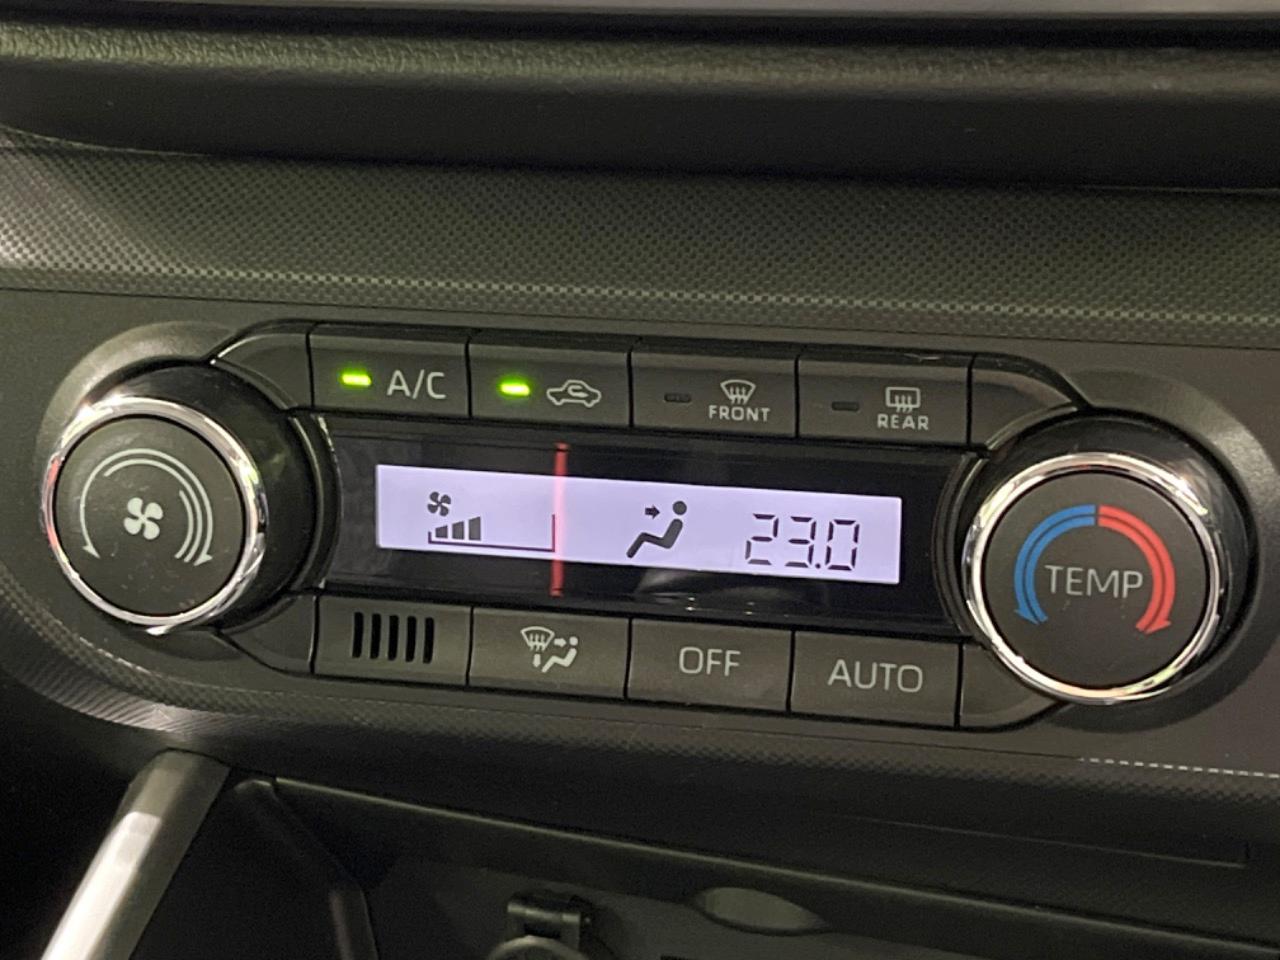 A/C
FRONT
REAR
23.0
TEMP
OFF
AUTO